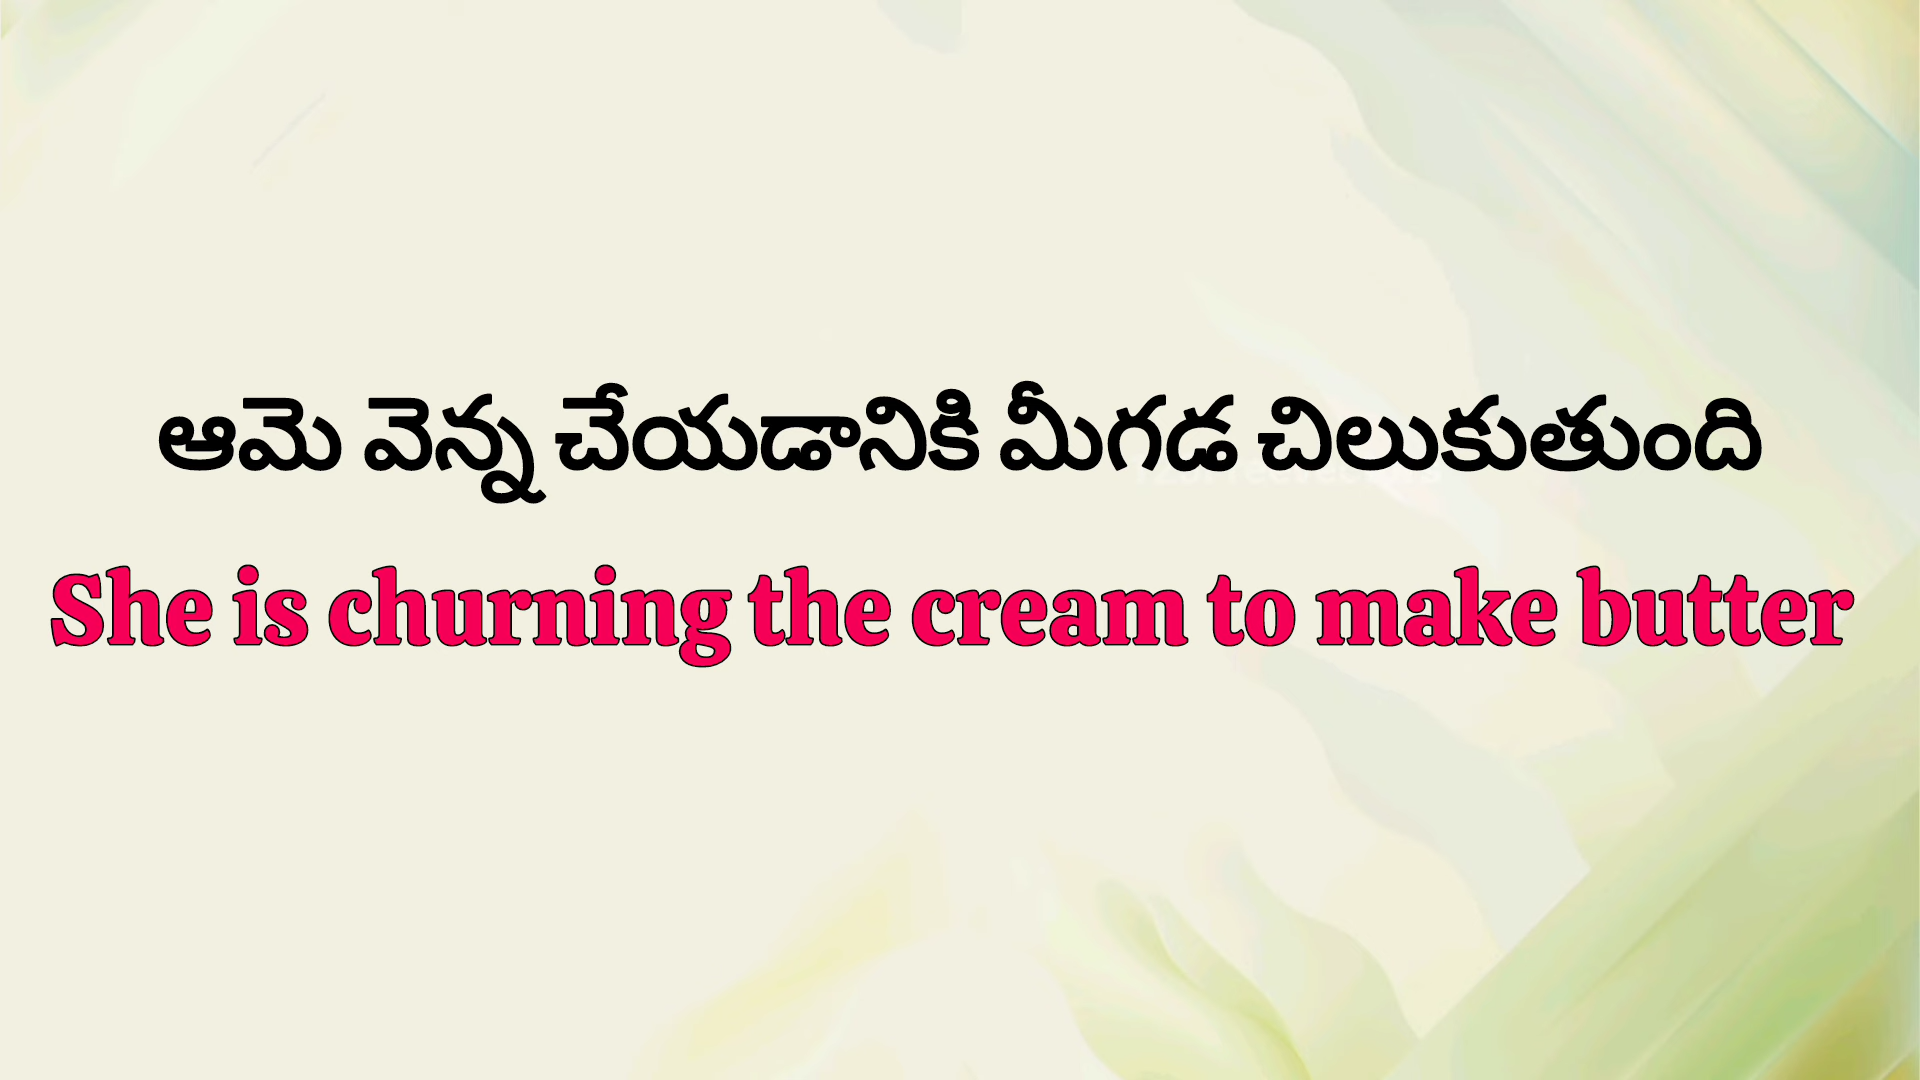 ఆమె వెన్న చేయడానికి మీగడ చిలుకుతుంది
She is churning the cream to make butter